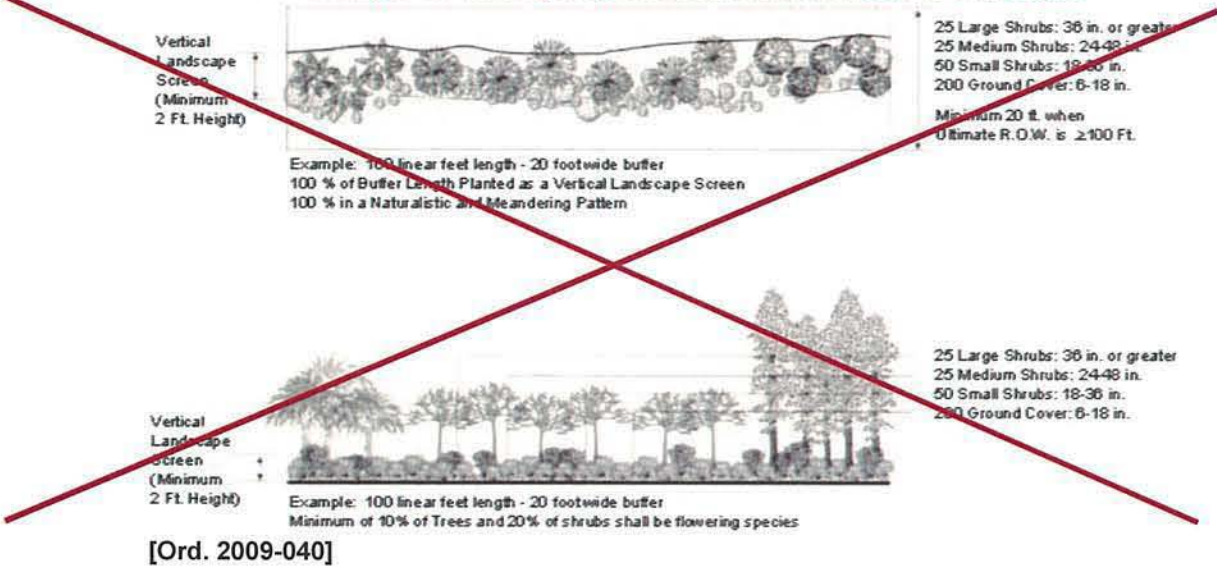 Vertical
Landscape
Screen
(Minimum
2 Ft. Height)
25 Large Shrubs: 36 in. or greater
25 Medium Shrubs: 24-48 in.
50 Small Shrubs: 18-36 in.
200 Ground Cover: 6-18 in.
Minimum 20 ft. when
Ultimate R.O.W. is ≥100 Ft.
Example: 100 linear feet length - 20 footwide buffer
100 % of Buffer Length Planted as a Vertical Landscape Screen
100 % in a Naturalistic and Meandering Pattern
25 Large Shrubs: 36 in. or greater
25 Medium Shrubs: 24-48 in.
50 Small Shrubs: 18-36 in.
200 Ground Cover: 6-18 in.
Vertical
Landscape
Screen
(Minimum
2 Ft. Height)
Example: 100 linear feet length - 20 footwide buffer
Minimum of 10% of Trees and 20% of shrubs shall be flowering species
[Ord. 2009-040]